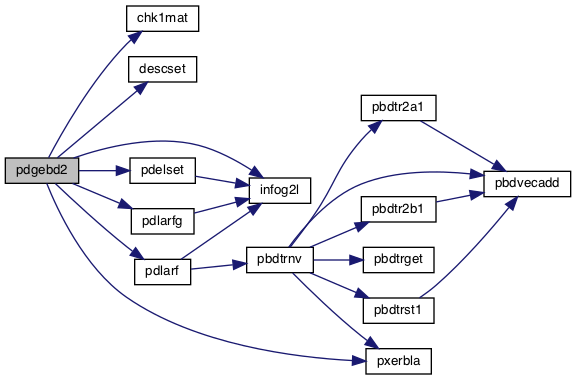 chk1mat
descset
pbdtr2a1
pdgebd2
pdelset
infog2l
pbdvecadd
pdlarfg
pbdtr2b1
pdlarf
pbdtrnv
pbdtrget
pbdtrst1
pxerbla